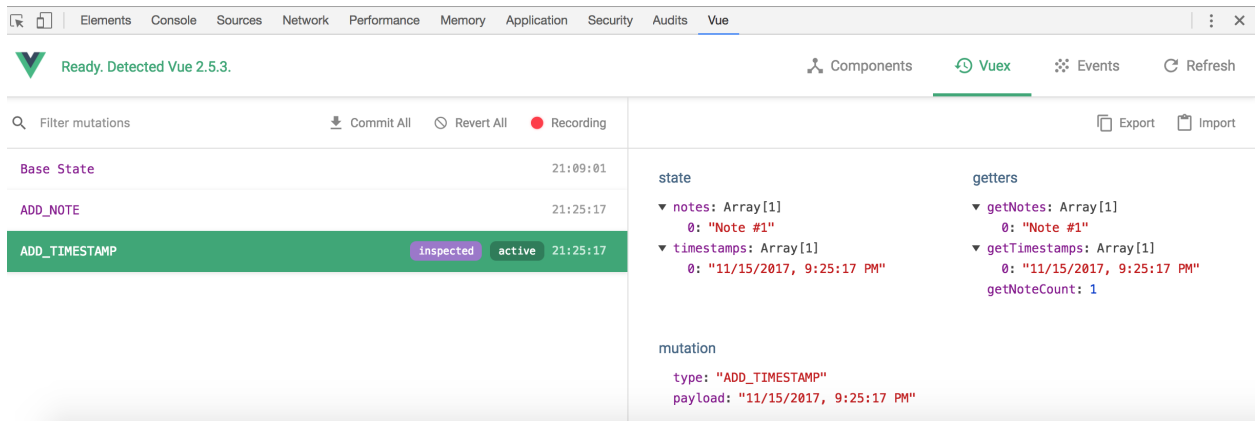 Elements Console Sources Network Performance Memory Application Security Audits Vue
Ready. Detected Vue 2.5.3.
Components Vuex Events Refresh
Filter mutations Commit All Revert All Recording
Export Import
Base State 21:09:01
ADD_NOTE 21:25:17
ADD_TIMESTAMP inspected active 21:25:17
state
notes: Array[1]
0: "Note #1"
timestamps: Array[1]
0: "11/15/2017, 9:25:17 PM"
getters
getNotes: Array[1]
0: "Note #1"
getTimestamps: Array[1]
0: "11/15/2017, 9:25:17 PM"
getNoteCount: 1
mutation
type: "ADD_TIMESTAMP"
payload: "11/15/2017, 9:25:17 PM"